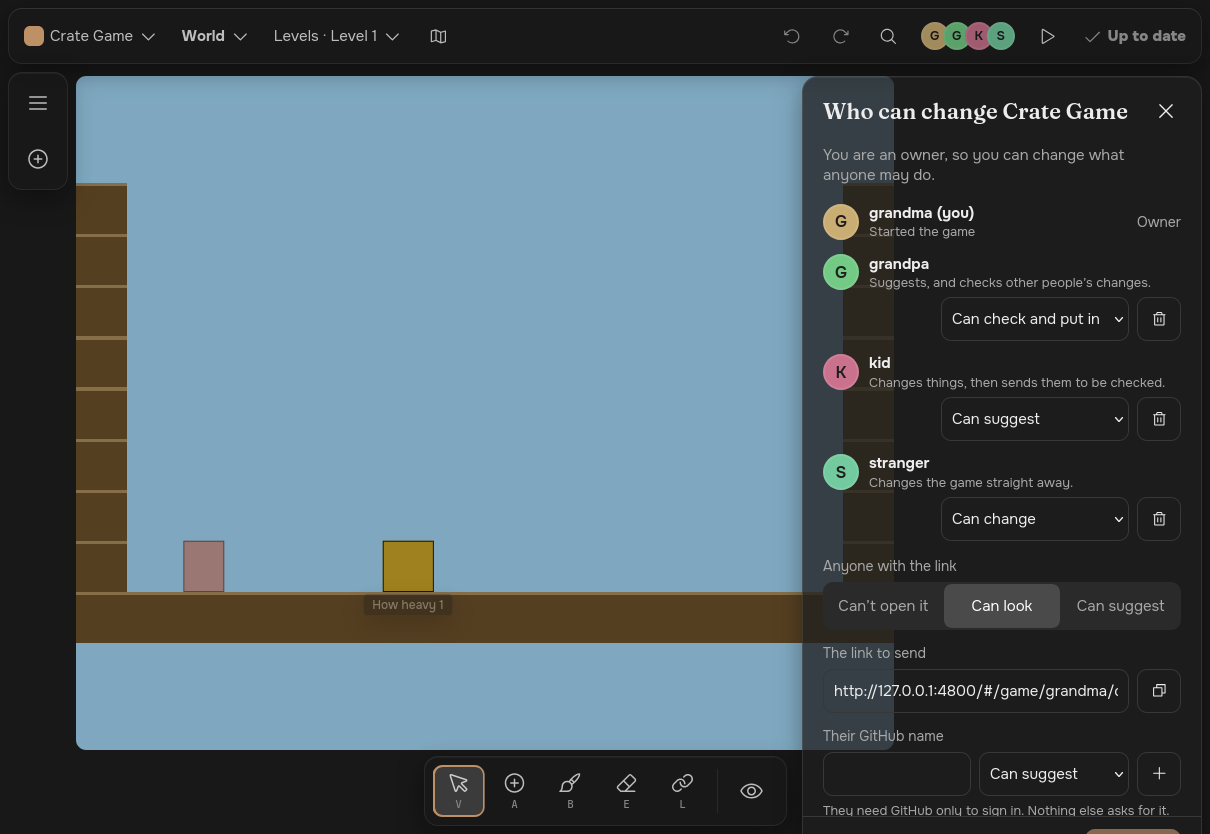 Crate Game
World
Levels · Level 1
G G K S
Up to date
Who can change Crate Game
You are an owner, so you can change what
anyone may do.
G
grandma (you)
Started the game
Owner
G
grandpa
Suggests, and checks other people's changes.
Can check and put in
K
kid
Changes things, then sends them to be checked.
Can suggest
S
stranger
Changes the game straight away.
Can change
Anyone with the link
Can't open it
Can look
Can suggest
The link to send
http://127.0.0.1:4800/#/game/grandma/c
Their GitHub name
Can suggest
They need GitHub only to sign in. Nothing else asks for it.
How heavy 1
V
A
B
E
L